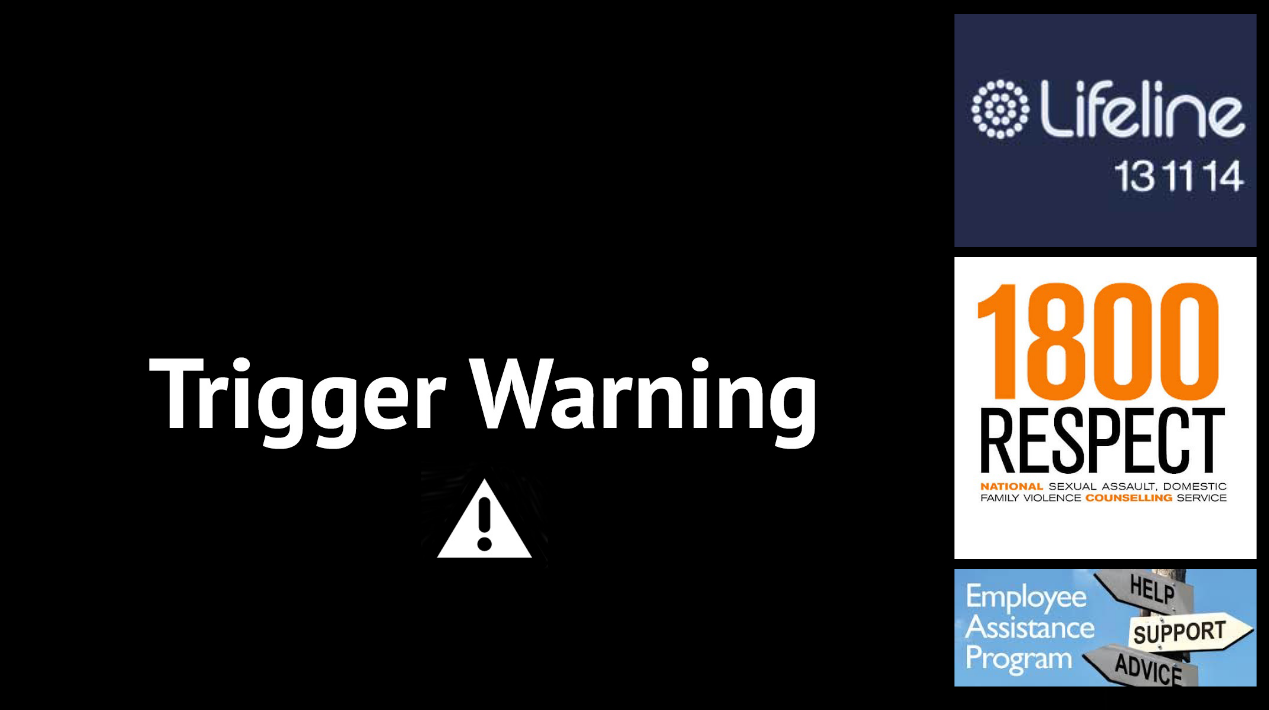 Trigger Warning
Lifeline
13 11 14
1800
RESPECT
NATIONAL SEXUAL ASSAULT, DOMESTIC
FAMILY VIOLENCE COUNSELLING SERVICE
Employee
Assistance
Program
HELP
SUPPORT
ADVICE